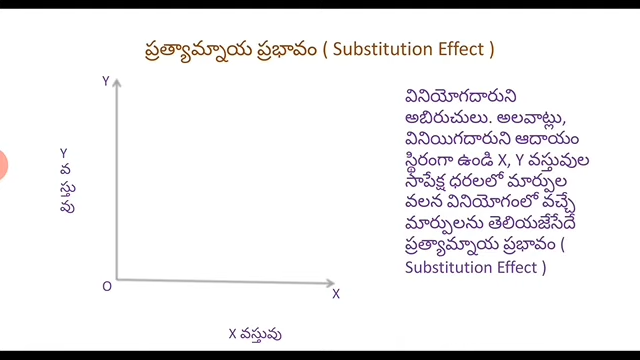 ప్రత్యామ్నాయ ప్రభావం ( Substitution Effect )
Y
Y
వ
స్తు
వు
O
X
X వస్తువు
వినియోగదారుని
అబిరుచులు. అలవాట్లు,
వినియిగదారుని ఆదాయం
స్థిరంగా ఉండి X, Y వస్తువుల
సాపేక్ష ధరలలో మార్పుల
వలన వినియోగంలో వచ్చే
మార్పులను తెలియజేసేదే
ప్రత్యామ్నాయ ప్రభావం (
Substitution Effect )